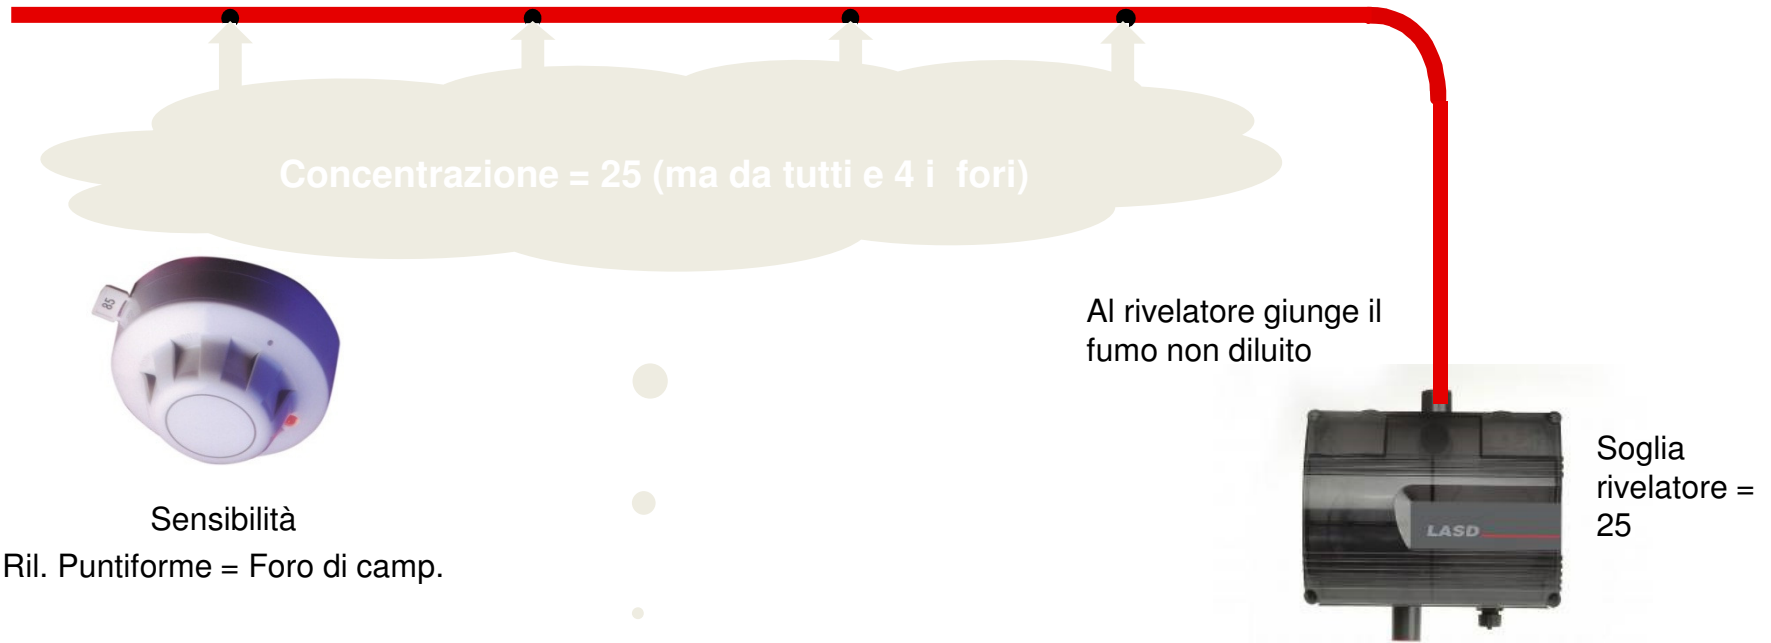 Concentrazione = 25 (ma da tutti e 4 i fori)
85
Al rivelatore giunge il
fumo non diluito
Soglia
rivelatore =
25
LASD
Sensibilità
Ril. Puntiforme = Foro di camp.